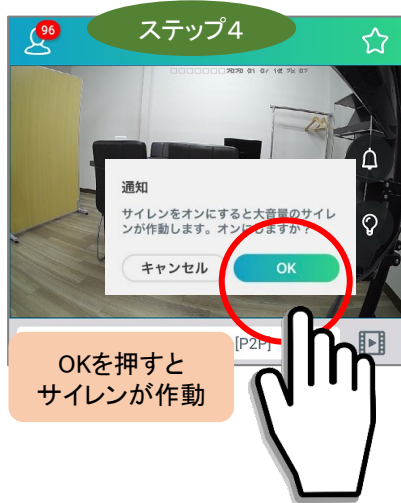 ステップ4
96
通知
サイレンをオンにすると大音量のサイレ
ンが作動します。オンにしますか？
キャンセル
OK
[P2P]
OKを押すと
サイレンが作動